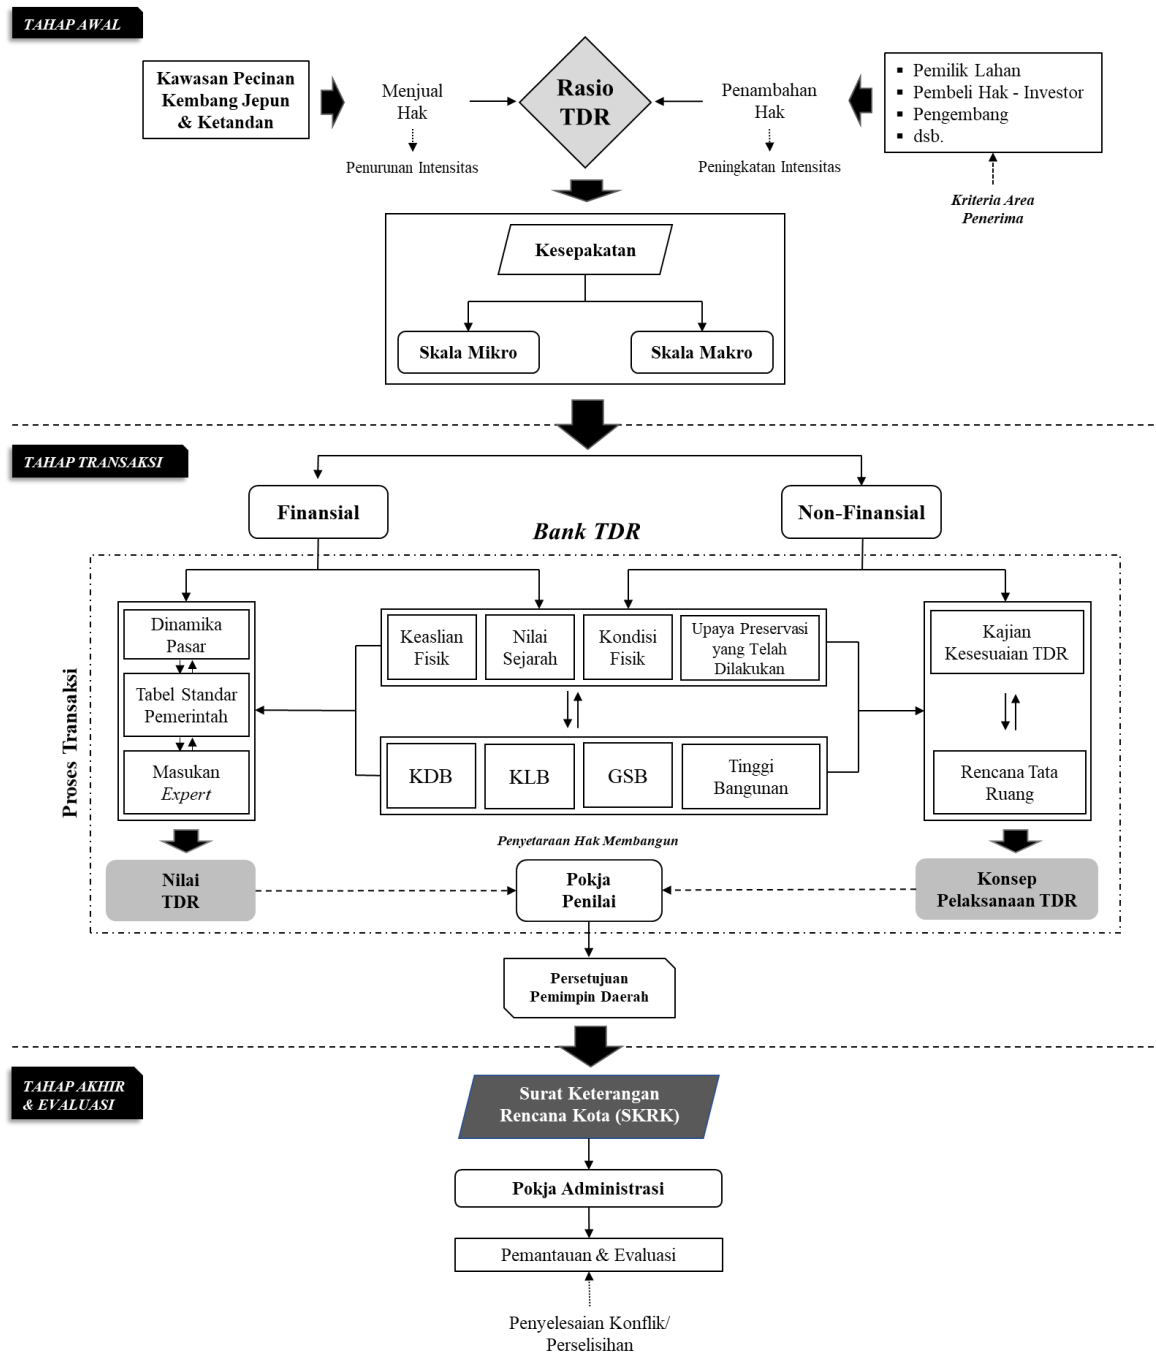 TAHAP AWAL
Kawasan Pecinan
Kembang Jepun
& Ketandan
Menjual
Hak
Penurunan Intensitas
Rasio
TDR
Penambahan
Hak
Peningkatan Intensitas
▪ Pemilik Lahan
▪ Pembeli Hak - Investor
▪ Pengembang
▪ dsb.
Kriteria Area
Penerima
Kesepakatan
Skala Mikro
Skala Makro
TAHAP TRANSAKSI
Finansial
Non-Finansial
Bank TDR
Proses Transaksi
Dinamika
Pasar
Tabel Standar
Pemerintah
Masukan
Expert
Keaslian
Fisik
Nilai
Sejarah
Kondisi
Fisik
Upaya Preservasi
yang Telah
Dilakukan
KDB
KLB
GSB
Tinggi
Bangunan
Kajian
Kesesuaian TDR
Rencana Tata
Ruang
Penyetaraan Hak Membangun
Nilai
TDR
Pokja
Penilai
Konsep
Pelaksanaan TDR
Persetujuan
Pemimpin Daerah
TAHAP AKHIR
& EVALUASI
Surat Keterangan
Rencana Kota (SKRK)
Pokja Administrasi
Pemantauan & Evaluasi
Penyelesaian Konflik/
Perselisihan